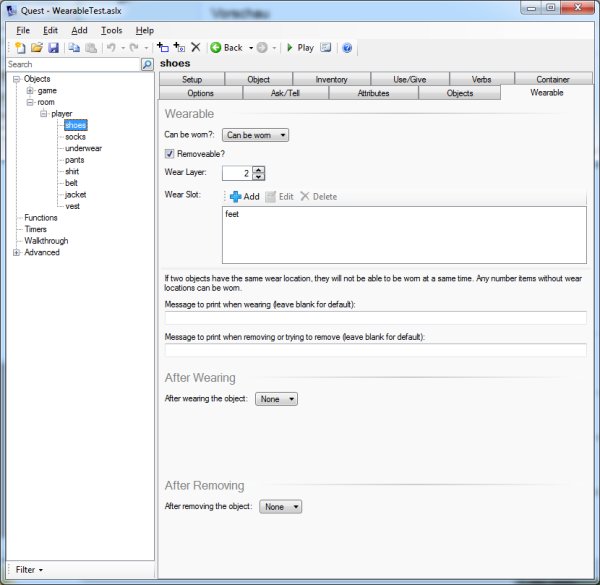 Quest - WearableTest.aslx
File Edit Add Tools Help
Back Play
Search
Objects
game
room
player
shoes
socks
underwear
pants
shirt
belt
jacket
vest
Functions
Timers
Walkthrough
Advanced
Filter
shoes
Setup Object Inventory Use/Give Verbs Container
Options Ask/Tell Attributes Objects Wearable
Wearable
Can be worn?: Can be worn
Removeable?
Wear Layer: 2
Wear Slot: Add Edit Delete
feet
If two objects have the same wear location, they will not be able to be worn at a same time. Any number items without wear
locations can be worn.
Message to print when wearing (leave blank for default):
Message to print when removing or trying to remove (leave blank for default):
After Wearing
After wearing the object: None
After Removing
After removing the object: None